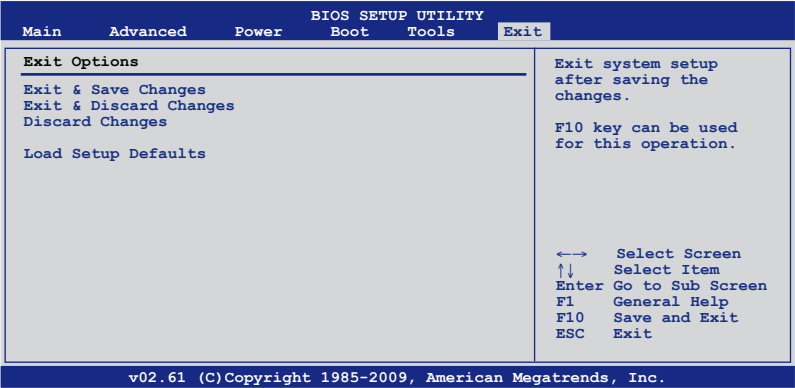 BIOS SETUP UTILITY
Main Advanced Power Boot Tools Exit
Exit Options
Exit & Save Changes
Exit & Discard Changes
Discard Changes
Load Setup Defaults
Exit system setup
after saving the
changes.
F10 key can be used
for this operation.
←→ Select Screen
↑↓ Select Item
Enter Go to Sub Screen
F1 General Help
F10 Save and Exit
ESC Exit
v02.61 (C)Copyright 1985-2009, American Megatrends, Inc.